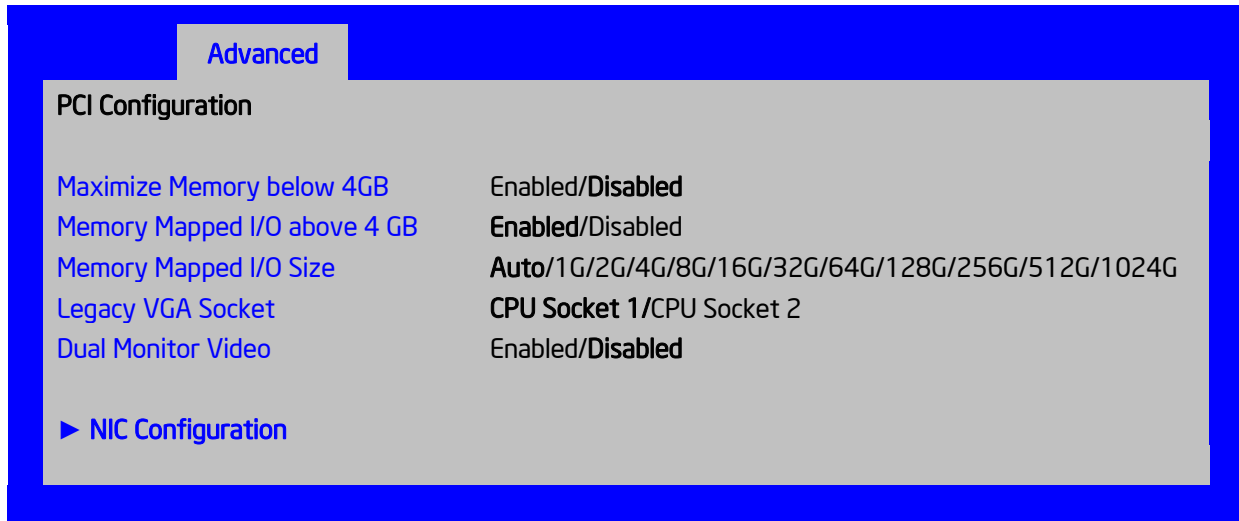 Advanced
PCI Configuration
Maximize Memory below 4GB Enabled/Disabled
Memory Mapped I/O above 4 GB Enabled/Disabled
Memory Mapped I/O Size Auto/1G/2G/4G/8G/16G/32G/64G/128G/256G/512G/1024G
Legacy VGA Socket CPU Socket 1/CPU Socket 2
Dual Monitor Video Enabled/Disabled
► NIC Configuration